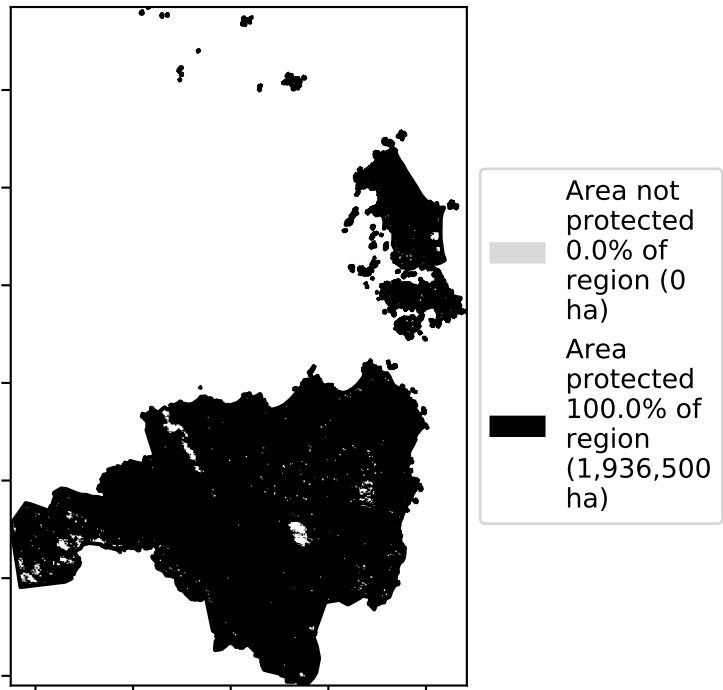 Area not
protected
0.0% of
region (0
ha)
Area
protected
100.0% of
region
(1,936,500
ha)